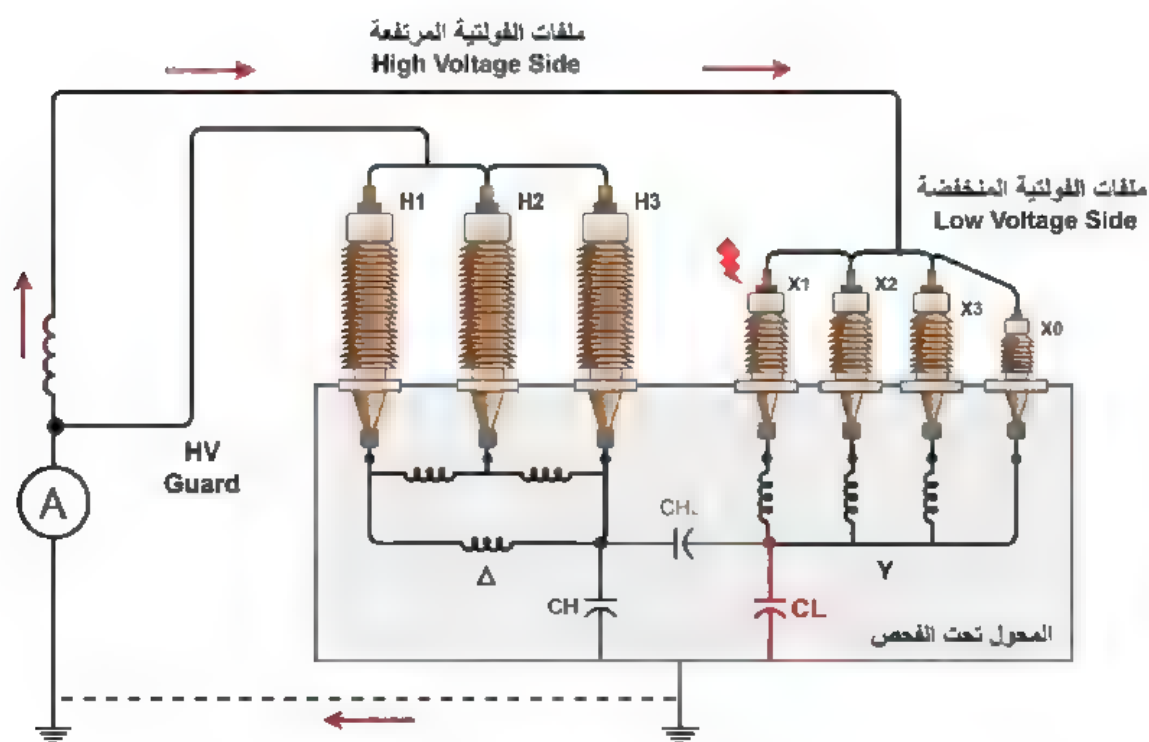 ملفات الفولتية المرتفعة
High Voltage Side
ملفات الفولتية المنخفضة
Low Voltage Side
H1
H2
H3
X1
X2
X3
X0
HV
Guard
A
CHL
Δ
Y
CH
CL
المحول تحت الفحص